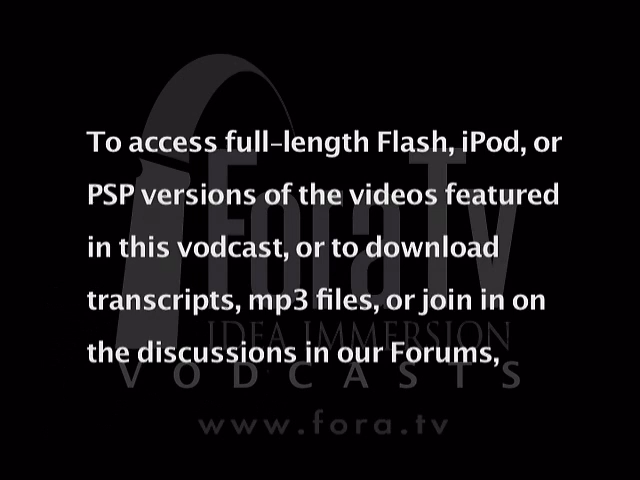 To access full-length Flash, iPod, or
PSP versions of the videos featured
in this vodcast, or to download
transcripts, mp3 files, or join in on
the discussions in our Forums,
ForaTv
IDEA IMMERSION
VODCASTS
www.fora.tv